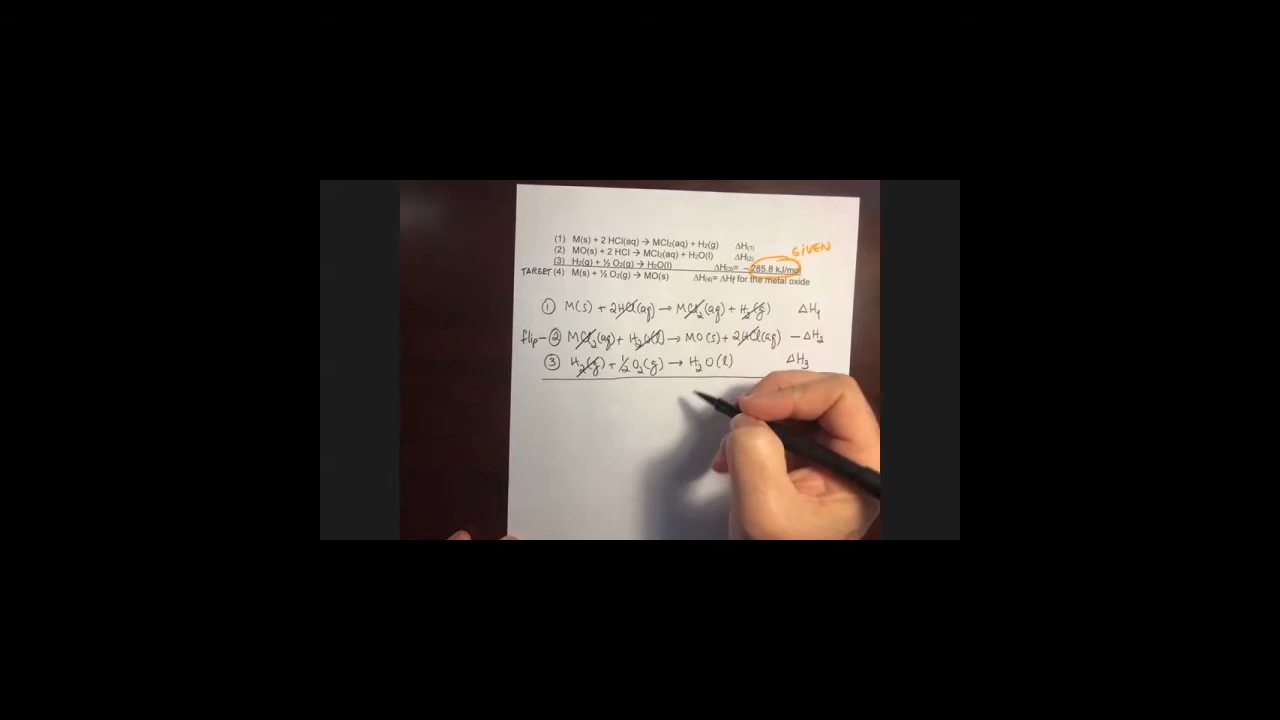 (1) M(s) + 2 HCl(aq) → MCl₂(aq) + H₂(g) ΔH(1)
GIVEN
(2) MO(s) + 2 HCl → MCl₂(aq) + H₂O(l) ΔH(2)
(3) H₂(g) + ½ O₂(g) → H₂O(l) ΔH(3)= −285.8 kJ/mol
TARGET (4) M(s) + ½ O₂(g) → MO(s) ΔH(4)= ΔHf for the metal oxide
① M(s) + 2HCl(aq) → MCl₂(aq) + H₂(g) ΔH₁
flip- ② MCl₂(aq) + H₂O(l) → MO(s) + 2HCl(aq) −ΔH₂
③ H₂(g) + ½O₂(g) → H₂O(l) ΔH₃